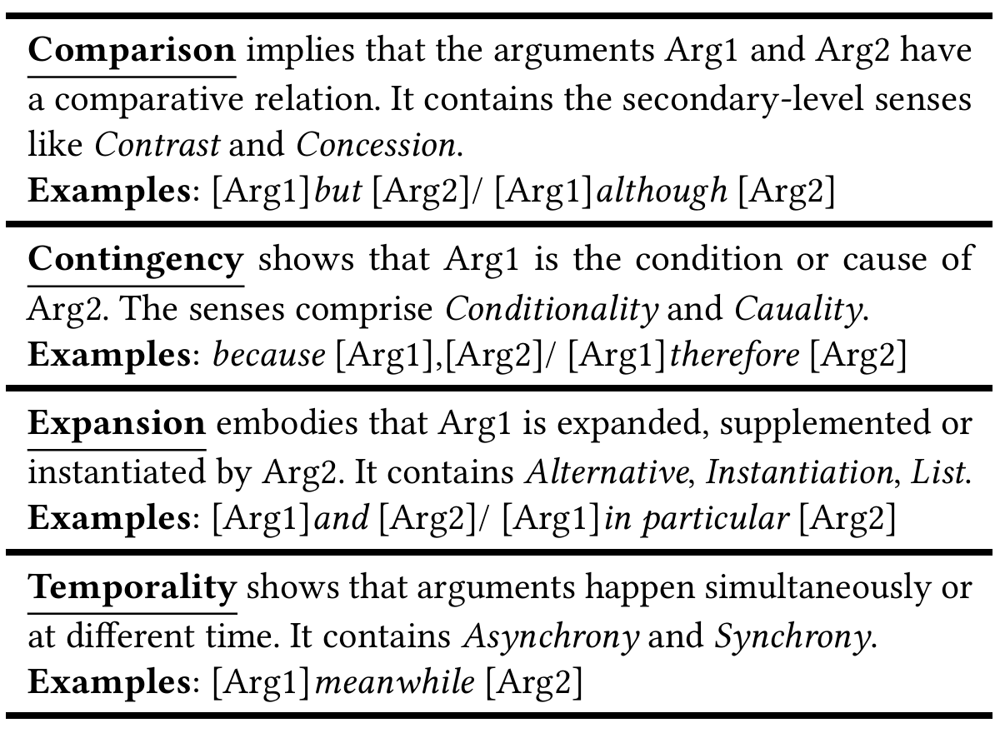 Comparison implies that the arguments Arg1 and Arg2 have
a comparative relation. It contains the secondary-level senses
like Contrast and Concession.
Examples: [Arg1]but [Arg2]/ [Arg1]although [Arg2]
Contingency shows that Arg1 is the condition or cause of
Arg2. The senses comprise Conditionality and Cauality.
Examples: because [Arg1],[Arg2]/ [Arg1]therefore [Arg2]
Expansion embodies that Arg1 is expanded, supplemented or
instantiated by Arg2. It contains Alternative, Instantiation, List.
Examples: [Arg1]and [Arg2]/ [Arg1]in particular [Arg2]
Temporality shows that arguments happen simultaneously or
at different time. It contains Asynchrony and Synchrony.
Examples: [Arg1]meanwhile [Arg2]